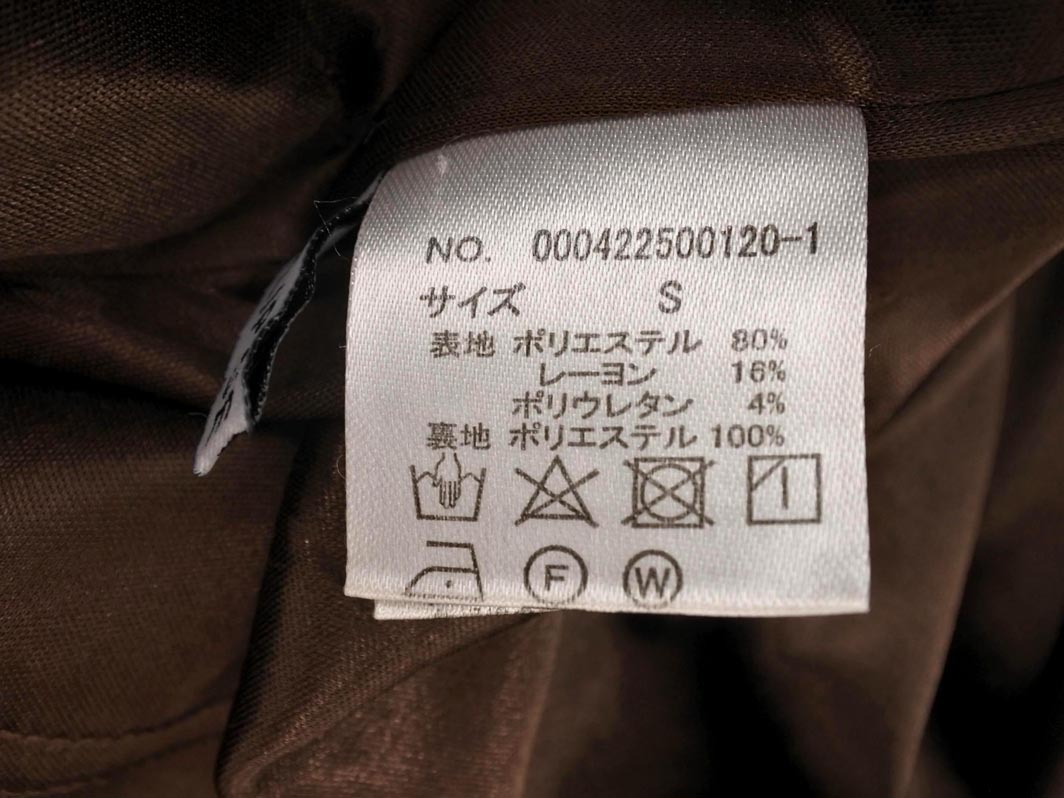 NO. 000422500120-1
サイズ S
表地 ポリエステル 80%
レーヨン 16%
ポリウレタン 4%
裏地 ポリエステル 100%
F W